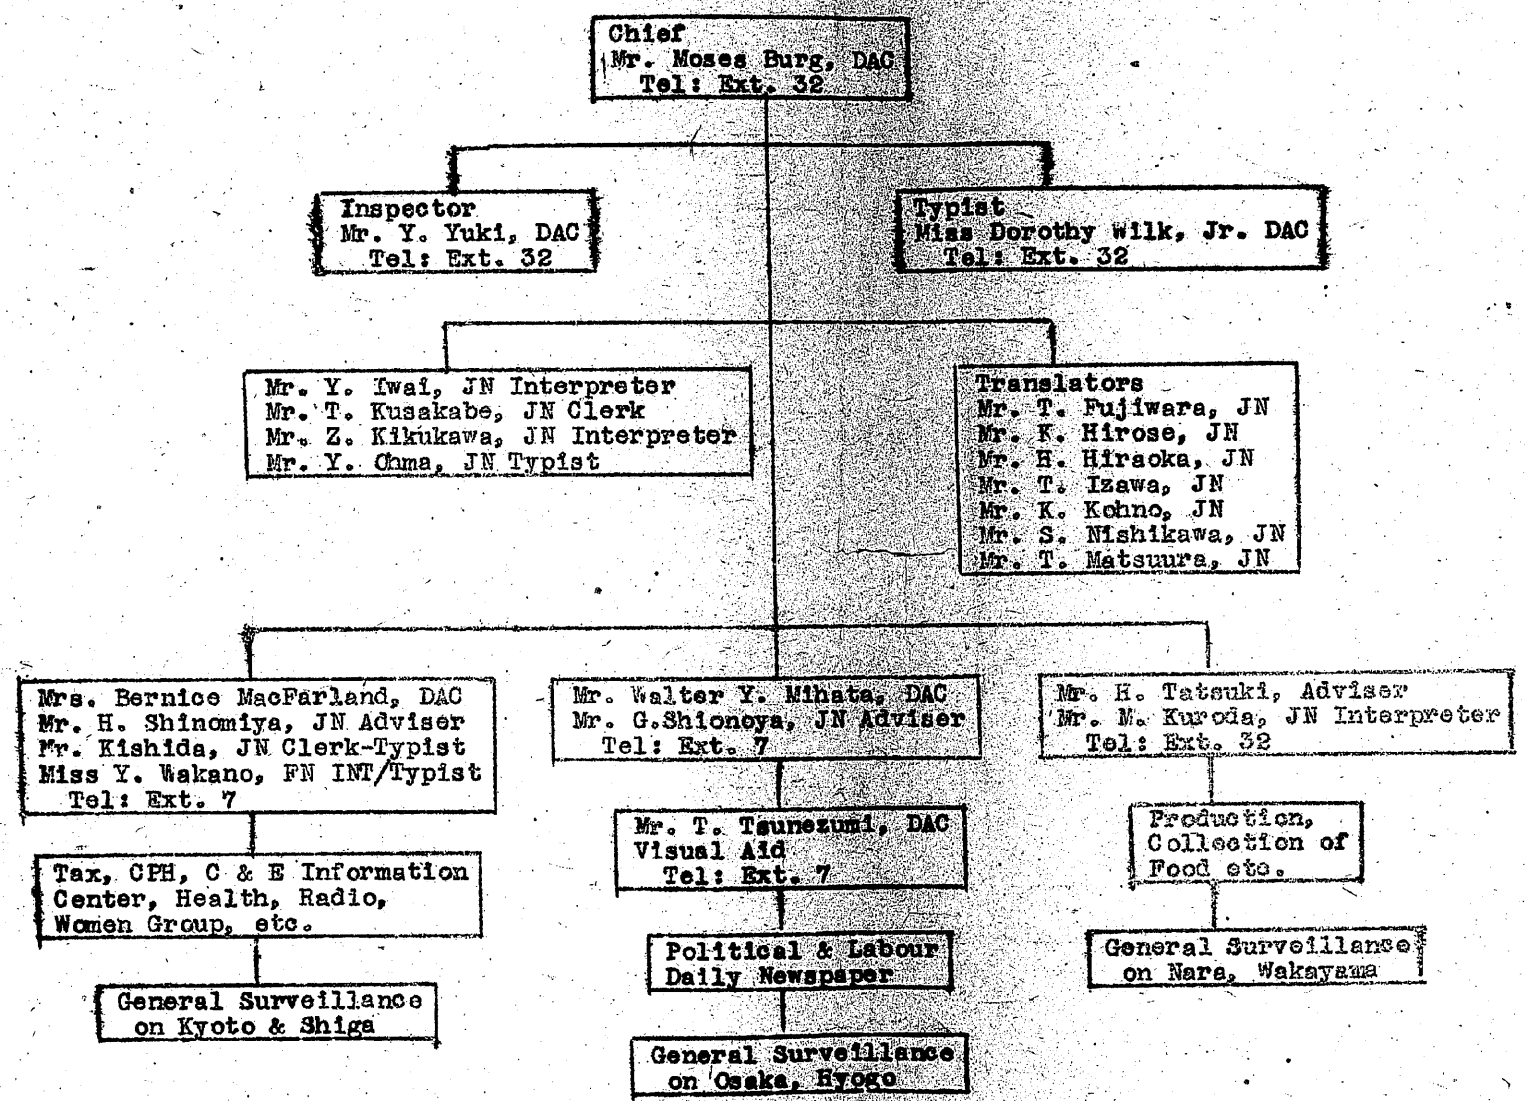 Chief
Mr. Moses Burg, DAC
Tel: Ext. 32
Inspector
Mr. Y. Yuki, DAC
Tel: Ext. 32
Typist
Miss Dorothy Wilk, Jr. DAC
Tel: Ext. 32
Mr. Y. Iwai, JN Interpreter
Mr. T. Kusakabe, JN Clerk
Mr. Z. Kikukawa, JN Interpreter
Mr. Y. Ohma, JN Typist
Translators
Mr. T. Fujiwara, JN
Mr. K. Hirose, JN
Mr. H. Hiraoka, JN
Mr. T. Izawa, JN
Mr. K. Kohno, JN
Mr. S. Nishikawa, JN
Mr. T. Matsuura, JN
Mrs. Bernice MacFarland, DAC
Mr. H. Shinomiya, JN Adviser
Mr. Kishida, JN Clerk-Typist
Miss Y. Wakano, FN INT/Typist
Tel: Ext. 7
Tax, CPH, C & E Information
Center, Health, Radio,
Women Group, etc.
General Surveillance
on Kyoto & Shiga
Mr. Walter Y. Mihata, DAC
Mr. G.Shionoya, JN Adviser
Tel: Ext. 7
Mr. T. Tsunezumi, DAC
Visual Aid
Tel: Ext. 7
Political & Labour
Daily Newspaper
General Surveillance
on Osaka, Hyogo
Mr. H. Tatsuki, Adviser
Mr. M. Kuroda, JN Interpreter
Tel: Ext. 32
Production,
Collection of
Food etc.
General Surveillance
on Nara, Wakayama